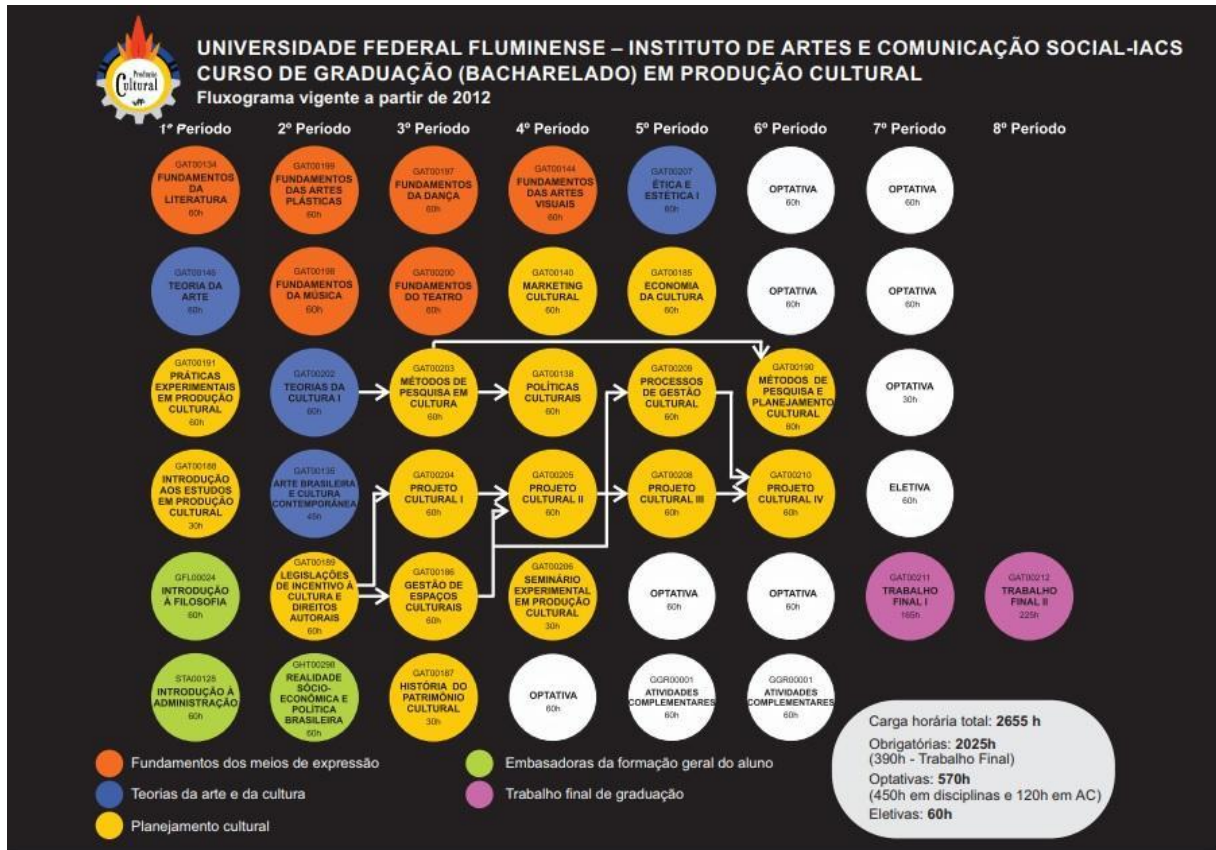 Produção
Cultural
uff
UNIVERSIDADE FEDERAL FLUMINENSE – INSTITUTO DE ARTES E COMUNICAÇÃO SOCIAL-IACS
CURSO DE GRADUAÇÃO (BACHARELADO) EM PRODUÇÃO CULTURAL
Fluxograma vigente a partir de 2012
1º Período 2º Período 3º Período 4º Período 5º Período 6º Período 7º Período 8º Período
GAT00134
FUNDAMENTOS
DA
LITERATURA
60h
GAT00199
FUNDAMENTOS
DAS ARTES
PLÁSTICAS
60h
GAT00197
FUNDAMENTOS
DA DANÇA
60h
GAT00144
FUNDAMENTOS
DAS ARTES
VISUAIS
60h
GAT00207
ÉTICA E
ESTÉTICA I
60h
OPTATIVA
60h
OPTATIVA
60h
TEORIA DA
ARTE
60h
GAT00198
FUNDAMENTOS
DA MÚSICA
60h
GAT00200
FUNDAMENTOS
DO TEATRO
60h
GAT00140
MARKETING
CULTURAL
60h
GAT00185
ECONOMIA
DA CULTURA
60h
OPTATIVA
60h
OPTATIVA
60h
GAT00191
PRÁTICAS
EXPERIMENTAIS
EM PRODUÇÃO
CULTURAL
60h
GAT00202
TEORIAS DA
CULTURA I
60h
GAT00203
MÉTODOS DE
PESQUISA EM
CULTURA
60h
GAT00138
POLÍTICAS
CULTURAIS
60h
GAT00209
PROCESSOS
DE GESTÃO
CULTURAL
60h
GAT00190
MÉTODOS DE
PESQUISA E
PLANEJAMENTO
CULTURAL
60h
OPTATIVA
30h
GAT00188
INTRODUÇÃO
AOS ESTUDOS
EM PRODUÇÃO
CULTURAL
30h
ARTE BRASILEIRA
E CULTURA
CONTEMPORÂNEA
45h
GAT00204
PROJETO
CULTURAL I
60h
GAT00205
PROJETO
CULTURAL II
60h
GAT00208
PROJETO
CULTURAL III
60h
GAT00210
PROJETO
CULTURAL IV
60h
ELETIVA
60h
GFL00024
INTRODUÇÃO
À FILOSOFIA
60h
GAT00189
LEGISLAÇÕES
DE INCENTIVO À
CULTURA E
DIREITOS
AUTORAIS
60h
GAT00186
GESTÃO DE
ESPAÇOS
CULTURAIS
60h
GAT00206
SEMINÁRIO
EXPERIMENTAL
EM PRODUÇÃO
CULTURAL
30h
OPTATIVA
60h
OPTATIVA
60h
GAT00211
TRABALHO
FINAL I
165h
GAT00212
TRABALHO
FINAL II
225h
STA00128
INTRODUÇÃO À
ADMINISTRAÇÃO
60h
GHT00298
REALIDADE
SÓCIO-
ECONÔMICA E
POLÍTICA
BRASILEIRA
60h
GAT00187
HISTÓRIA DO
PATRIMÔNIO
CULTURAL
30h
OPTATIVA
60h
GGR00001
ATIVIDADES
COMPLEMENTARES
60h
GGR00001
ATIVIDADES
COMPLEMENTARES
60h
Fundamentos dos meios de expressão
Teorias da arte e da cultura
Planejamento cultural
Embasadoras da formação geral do aluno
Trabalho final de graduação
Carga horária total: 2655 h
Obrigatórias: 2025h
(390h - Trabalho Final)
Optativas: 570h
(450h em disciplinas e 120h em AC)
Eletivas: 60h